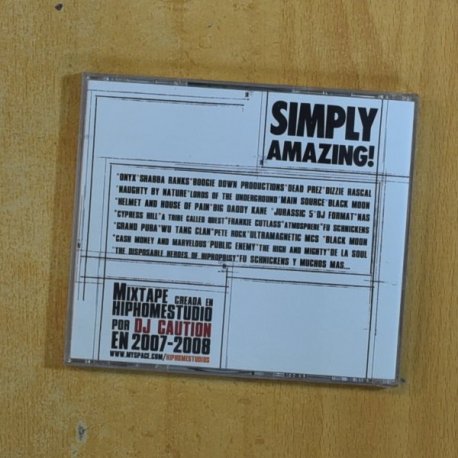 SIMPLY
AMAZING!
"ONYX"SHABBA RANKS"BOOGIE DOWN PRODUCTIONS"DEAD PREZ"DIZZIE RASCAL
"NAUGHTY BY NATURE"LORDS OF THE UNDERGROUND"MAIN SOURCE"BLACK MOON
"HELMET AND HOUSE OF PAIN"BIG DADDY KANE "JURASSIC 5"DJ FORMAT"NAS
"CYPRESS HILL"A TRIBE CALLED QUEST"FRANKIE CUTLASS"ATMOSPHERE"FU SCHNICKENS
"GRAND PUBA"WU TANG CLAN"PETE ROCK"ULTRAMAGNETIC MCS "BLACK MOON
"CASH MONEY AND MARVELOUS"PUBLIC ENEMY"THE HIGH AND MIGHTY"DE LA SOUL
THE DISPOSABLE HEROES OF HIPHOPRISY"FU SCHNICKENS Y MUCHOS MAS...
MIXTAPE CREADA EN
HIPHOMESTUDIO
POR DJ CAUTION
EN 2007-2008
WWW.MYSPACE.COM/HIPHOMESTUDIOS